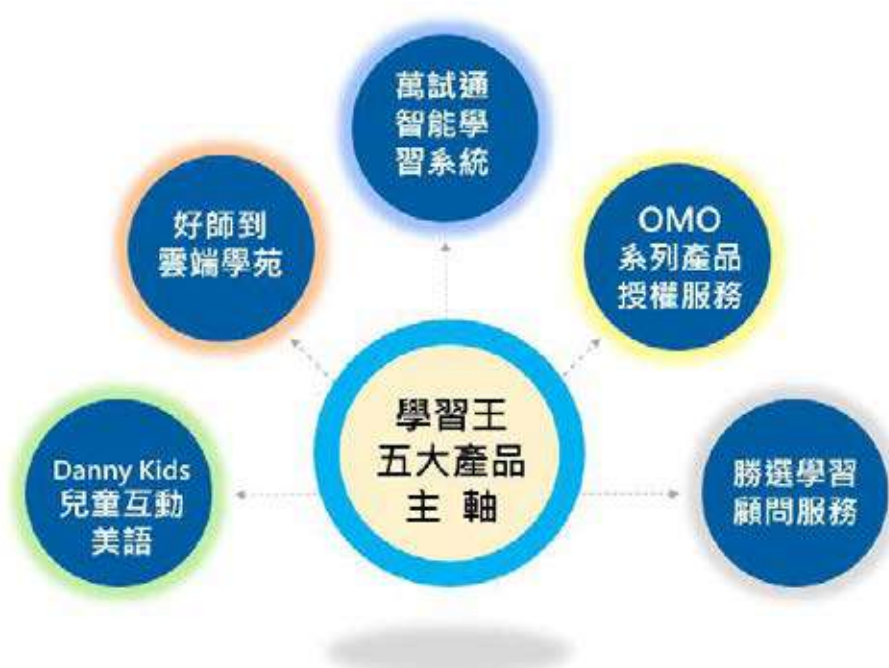 萬試通
智能學
習系統
好師到
雲端學苑
OMO
系列產品
授權服務
Danny Kids
兒童互動
美語
學習王
五大產品
主 軸
勝選學習
顧問服務